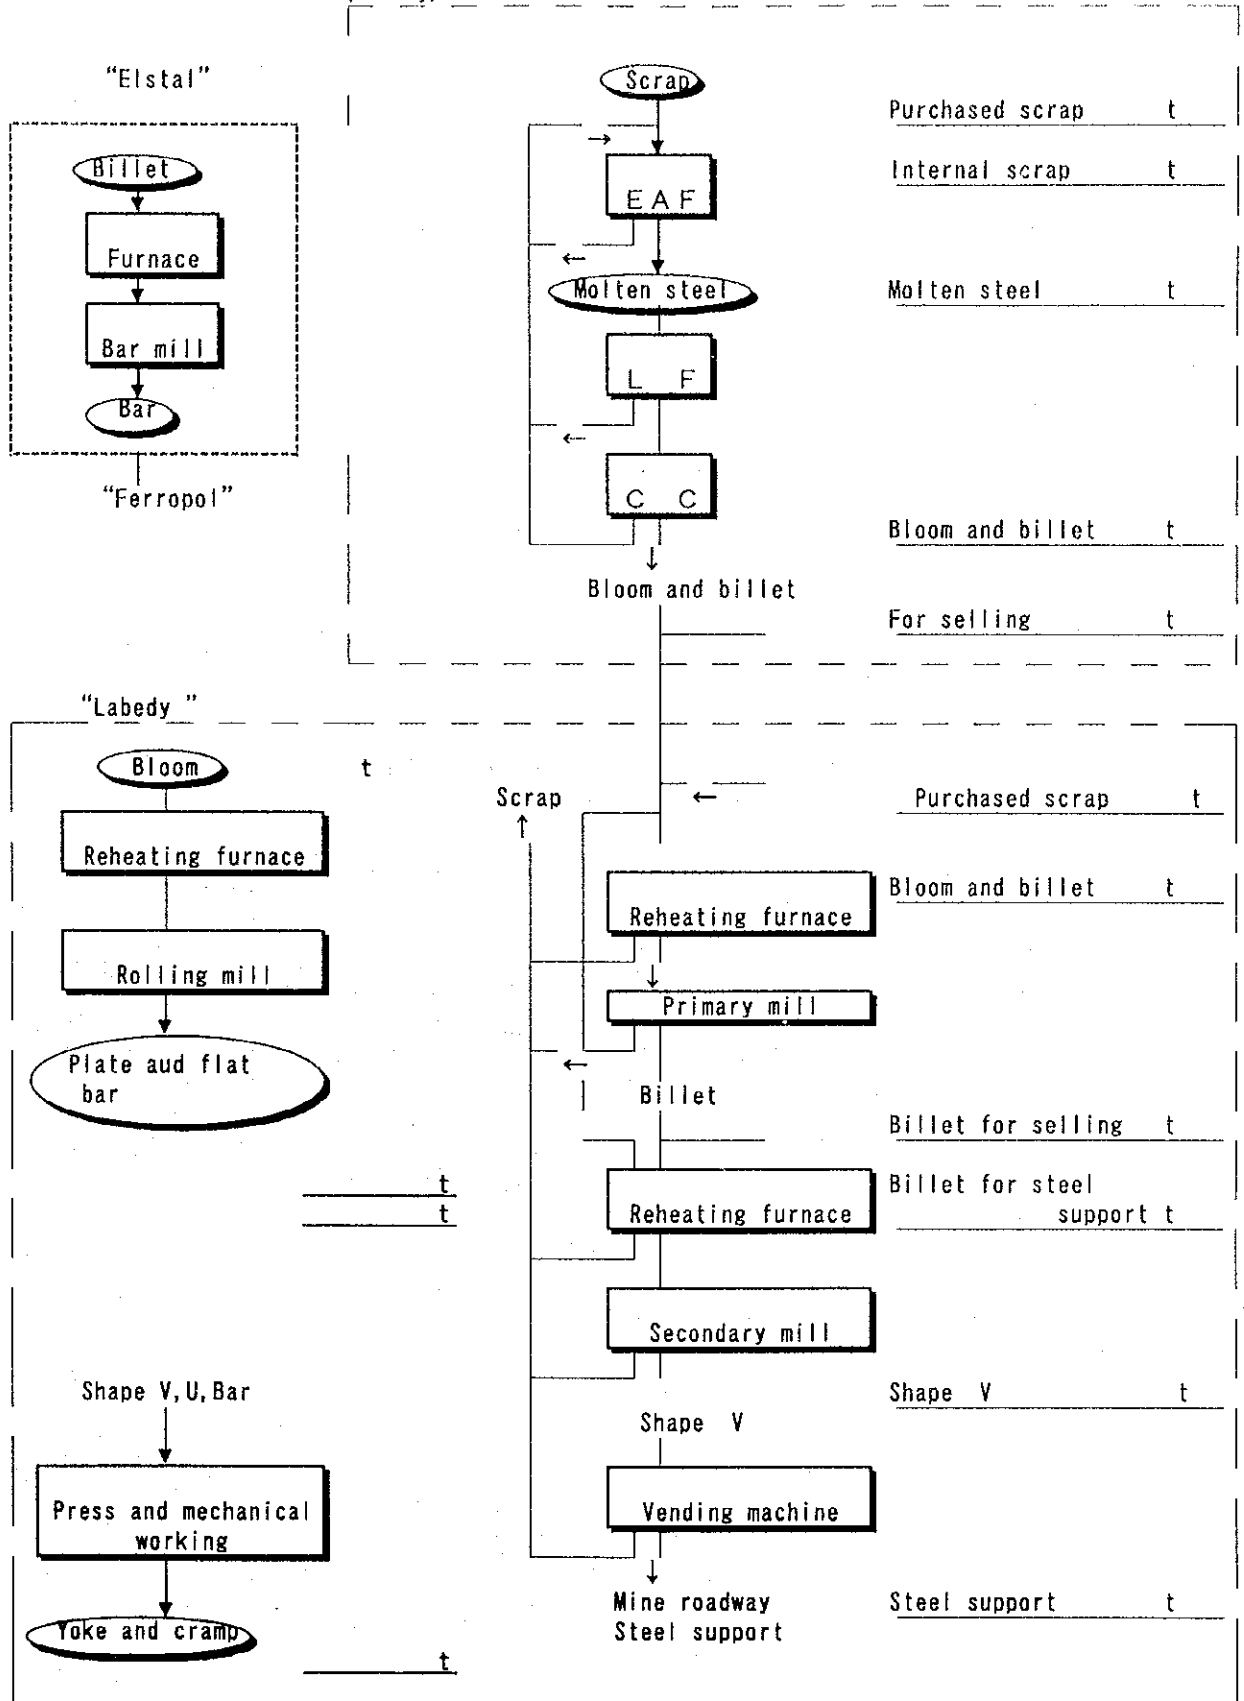 "Elstal"
Billet
Furnace
Bar mill
Bar
"Ferropol"
Scrap
→
E A F
←
Molten steel
L F
←
C C
↓
Bloom and billet
Purchased scrap t
Internal scrap t
Molten steel t
Bloom and billet t
For selling t
"Labedy "
Bloom
t
Reheating furnace
Rolling mill
Plate aud flat
bar
t
t
Shape V, U, Bar
Press and mechanical
working
Yoke and cramp
t
Scrap
↑
←
Reheating furnace
↓
Primary mill
←
Billet
Reheating furnace
Secondary mill
Shape V
Vending machine
↓
Mine roadway
Steel support
Purchased scrap t
Bloom and billet t
Billet for selling t
Billet for steel
support t
Shape V t
Steel support t